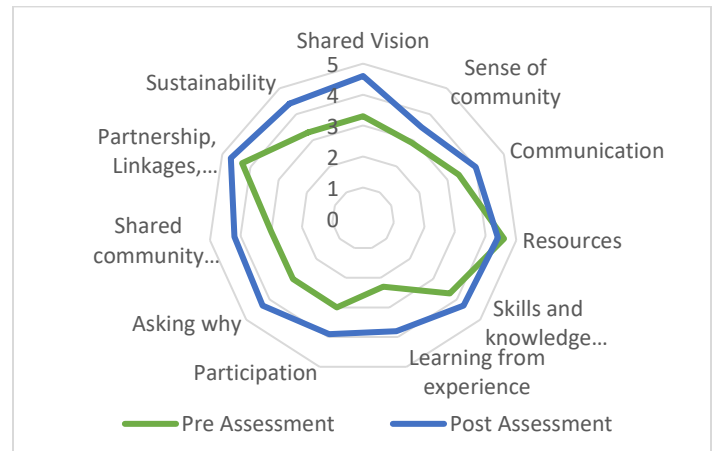 Shared Vision
Sense of
community
Communication
Resources
Skills and
knowledge...
Learning from
experience
Participation
Asking why
Shared
community...
Partnership,
Linkages,...
Sustainability
5
4
3
2
1
0
Pre Assessment
Post Assessment